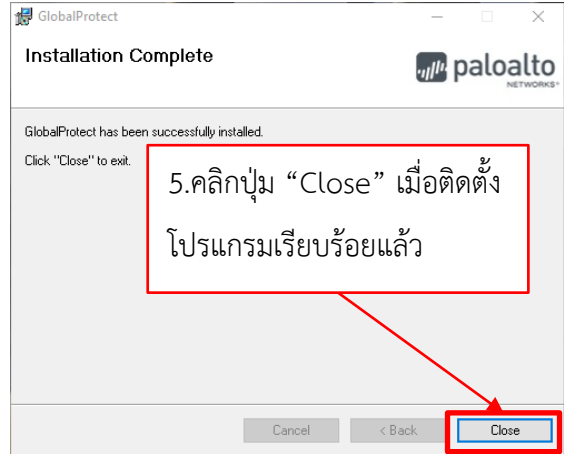 GlobalProtect
Installation Complete
paloalto
NETWORKS
GlobalProtect has been successfully installed.
Click "Close" to exit.
5.คลิกปุ่ม “Close” เมื่อติดตั้ง
โปรแกรมเรียบร้อยแล้ว
Cancel
< Back
Close